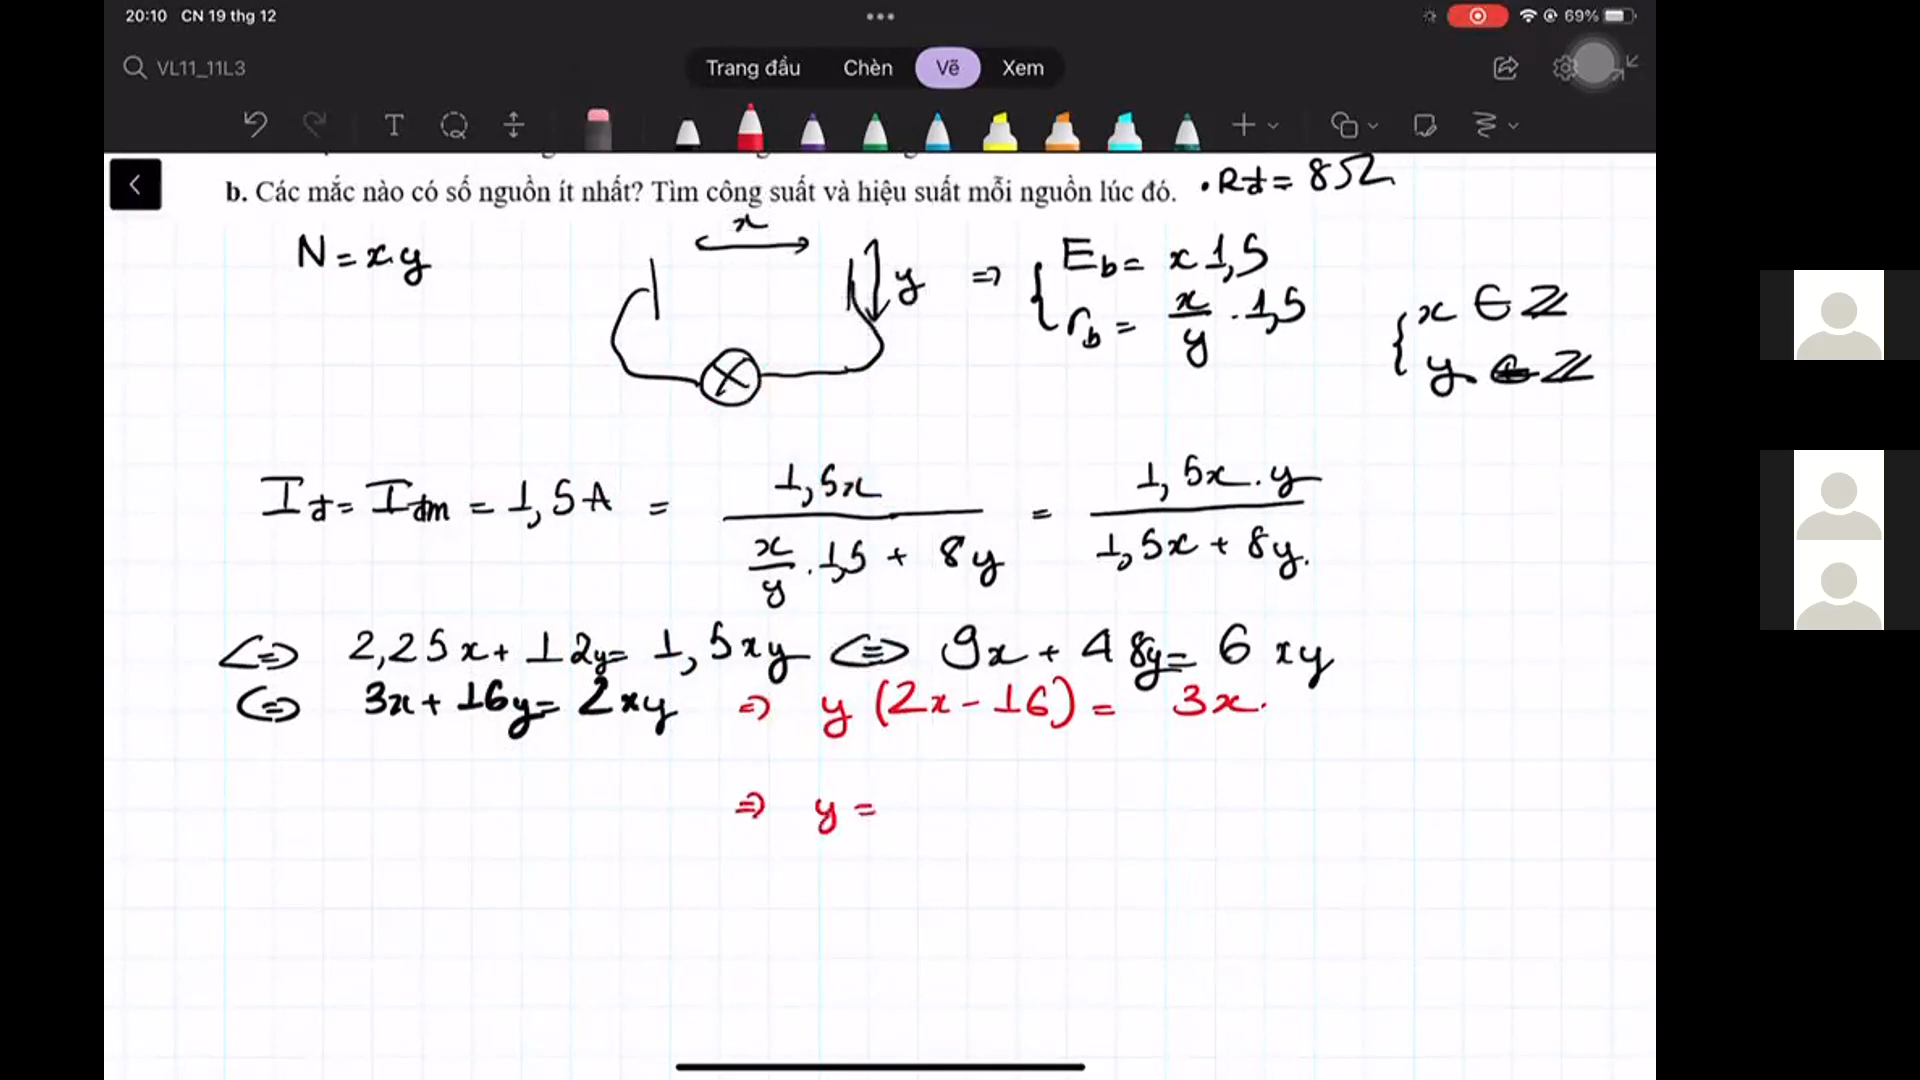 20:10 CN 19 thg 12
69%
VL11_11L3
Trang đầu Chèn Vẽ Xem
b. Các mắc nào có số nguồn ít nhất? Tìm công suất và hiệu suất mỗi nguồn lúc đó. • Rđ = 8Ω
N = x.y
x
y ⇒ { Eb = x 1,5
rb = x/y . 1,5
{ x ∈ ℤ
y ∈ ℤ
Iđ = Iđm = 1,5A = 1,5x / (x/y . 1,5 + 8y) = 1,5x.y / (1,5x + 8y.)
⇔ 2,25x + 12y = 1,5xy ⇔ 9x + 48y = 6xy
⇔ 3x + 16y = 2xy ⇒ y (2x - 16) = 3x.
⇒ y =